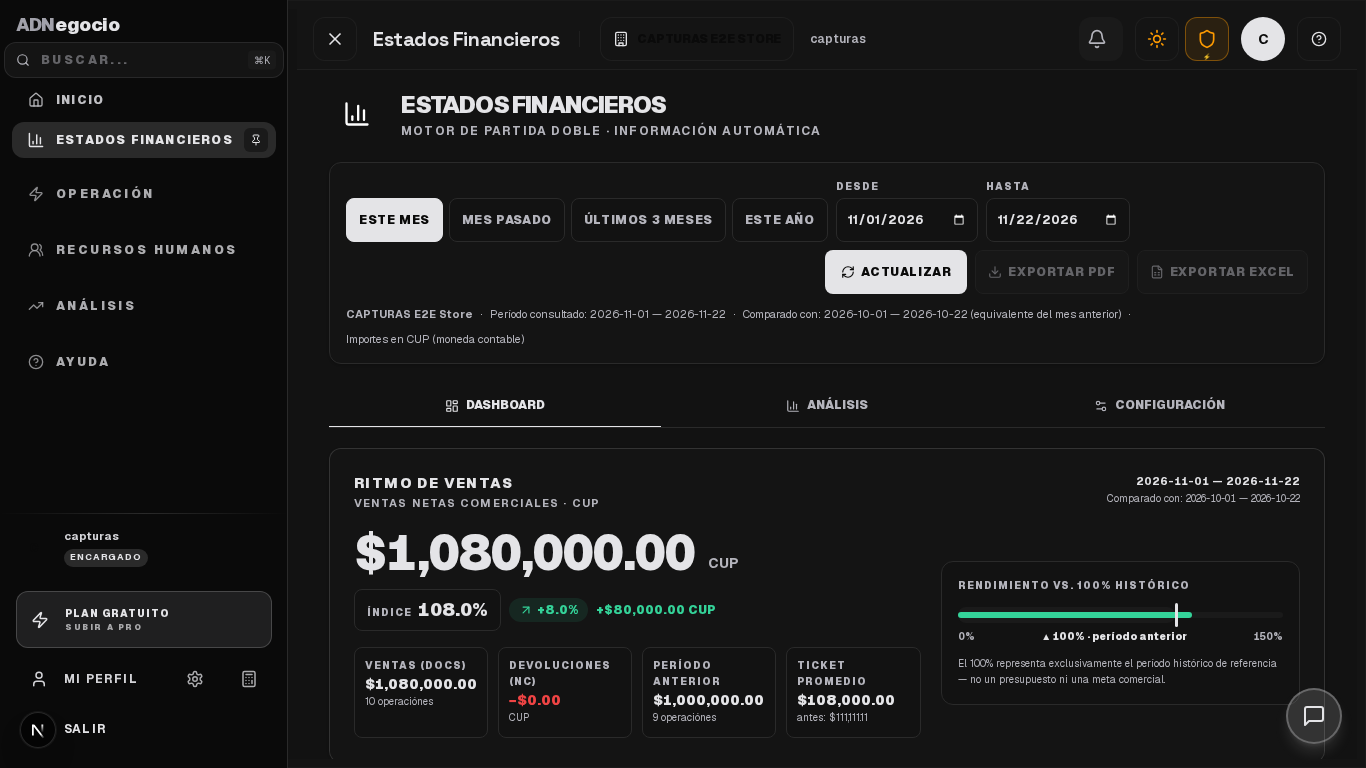 ADNegocio
BUSCAR... ⌘K
INICIO
ESTADOS FINANCIEROS
OPERACIÓN
RECURSOS HUMANOS
ANÁLISIS
AYUDA
capturas
ENCARGADO
PLAN GRATUITO
SUBIR A PRO
MI PERFIL
N
SALIR
Estados Financieros
CAPTURAS E2E STORE
capturas
C
ESTADOS FINANCIEROS
MOTOR DE PARTIDA DOBLE · INFORMACIÓN AUTOMÁTICA
DESDE HASTA
ESTE MES MES PASADO ÚLTIMOS 3 MESES ESTE AÑO 11/01/2026 11/22/2026
ACTUALIZAR EXPORTAR PDF EXPORTAR EXCEL
CAPTURAS E2E Store · Período consultado: 2026-11-01 — 2026-11-22 · Comparado con: 2026-10-01 — 2026-10-22 (equivalente del mes anterior) ·
Importes en CUP (moneda contable)
DASHBOARD ANÁLISIS CONFIGURACIÓN
RITMO DE VENTAS
VENTAS NETAS COMERCIALES · CUP
2026-11-01 — 2026-11-22
Comparado con: 2026-10-01 — 2026-10-22
$1,080,000.00 CUP
ÍNDICE 108.0% +8.0% +$80,000.00 CUP
VENTAS (DOCS)
$1,080,000.00
10 operaciónes
DEVOLUCIONES
(NC)
−$0.00
CUP
PERÍODO
ANTERIOR
$1,000,000.00
9 operaciónes
TICKET
PROMEDIO
$108,000.00
antes: $111,111.11
RENDIMIENTO VS. 100% HISTÓRICO
0% ▲ 100% · periodo anterior 150%
El 100% representa exclusivamente el período histórico de referencia
— no un presupuesto ni una meta comercial.